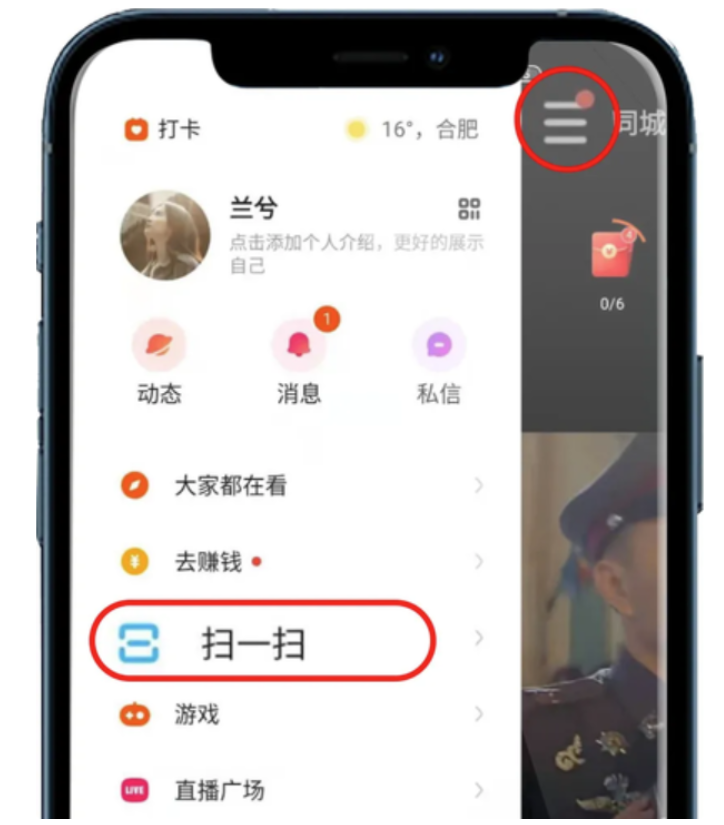 打卡
16°，合肥
同城
兰兮
点击添加个人介绍，更好的展示
自己
0/6
1
动态
消息
私信
大家都在看
去赚钱
扫一扫
游戏
LIVE
直播广场